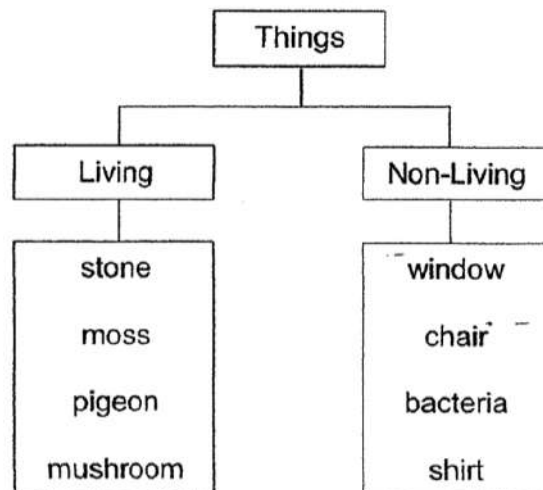 Things
Living
Non-Living
stone
moss
pigeon
mushroom
window
chair
bacteria
shirt